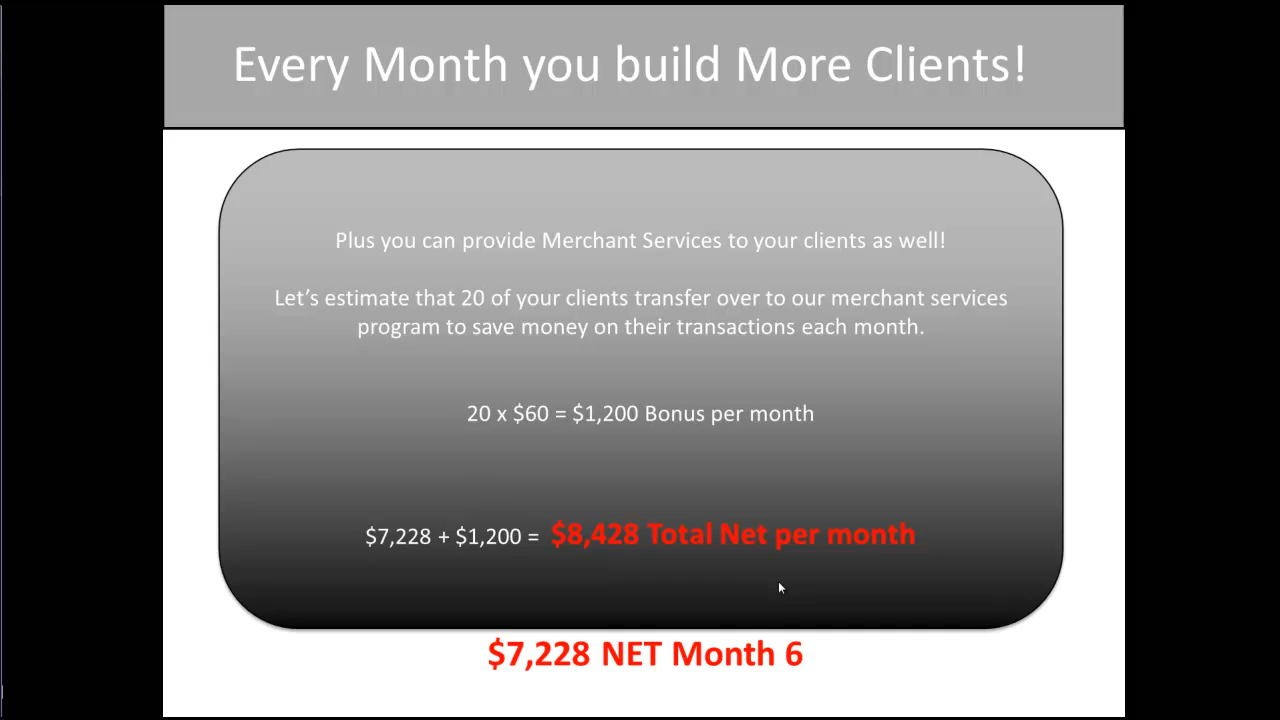 Every Month you build More Clients!
Plus you can provide Merchant Services to your clients as well!
Let’s estimate that 20 of your clients transfer over to our merchant services
program to save money on their transactions each month.
20 x $60 = $1,200 Bonus per month
$7,228 + $1,200 = $8,428 Total Net per month
$7,228 NET Month 6